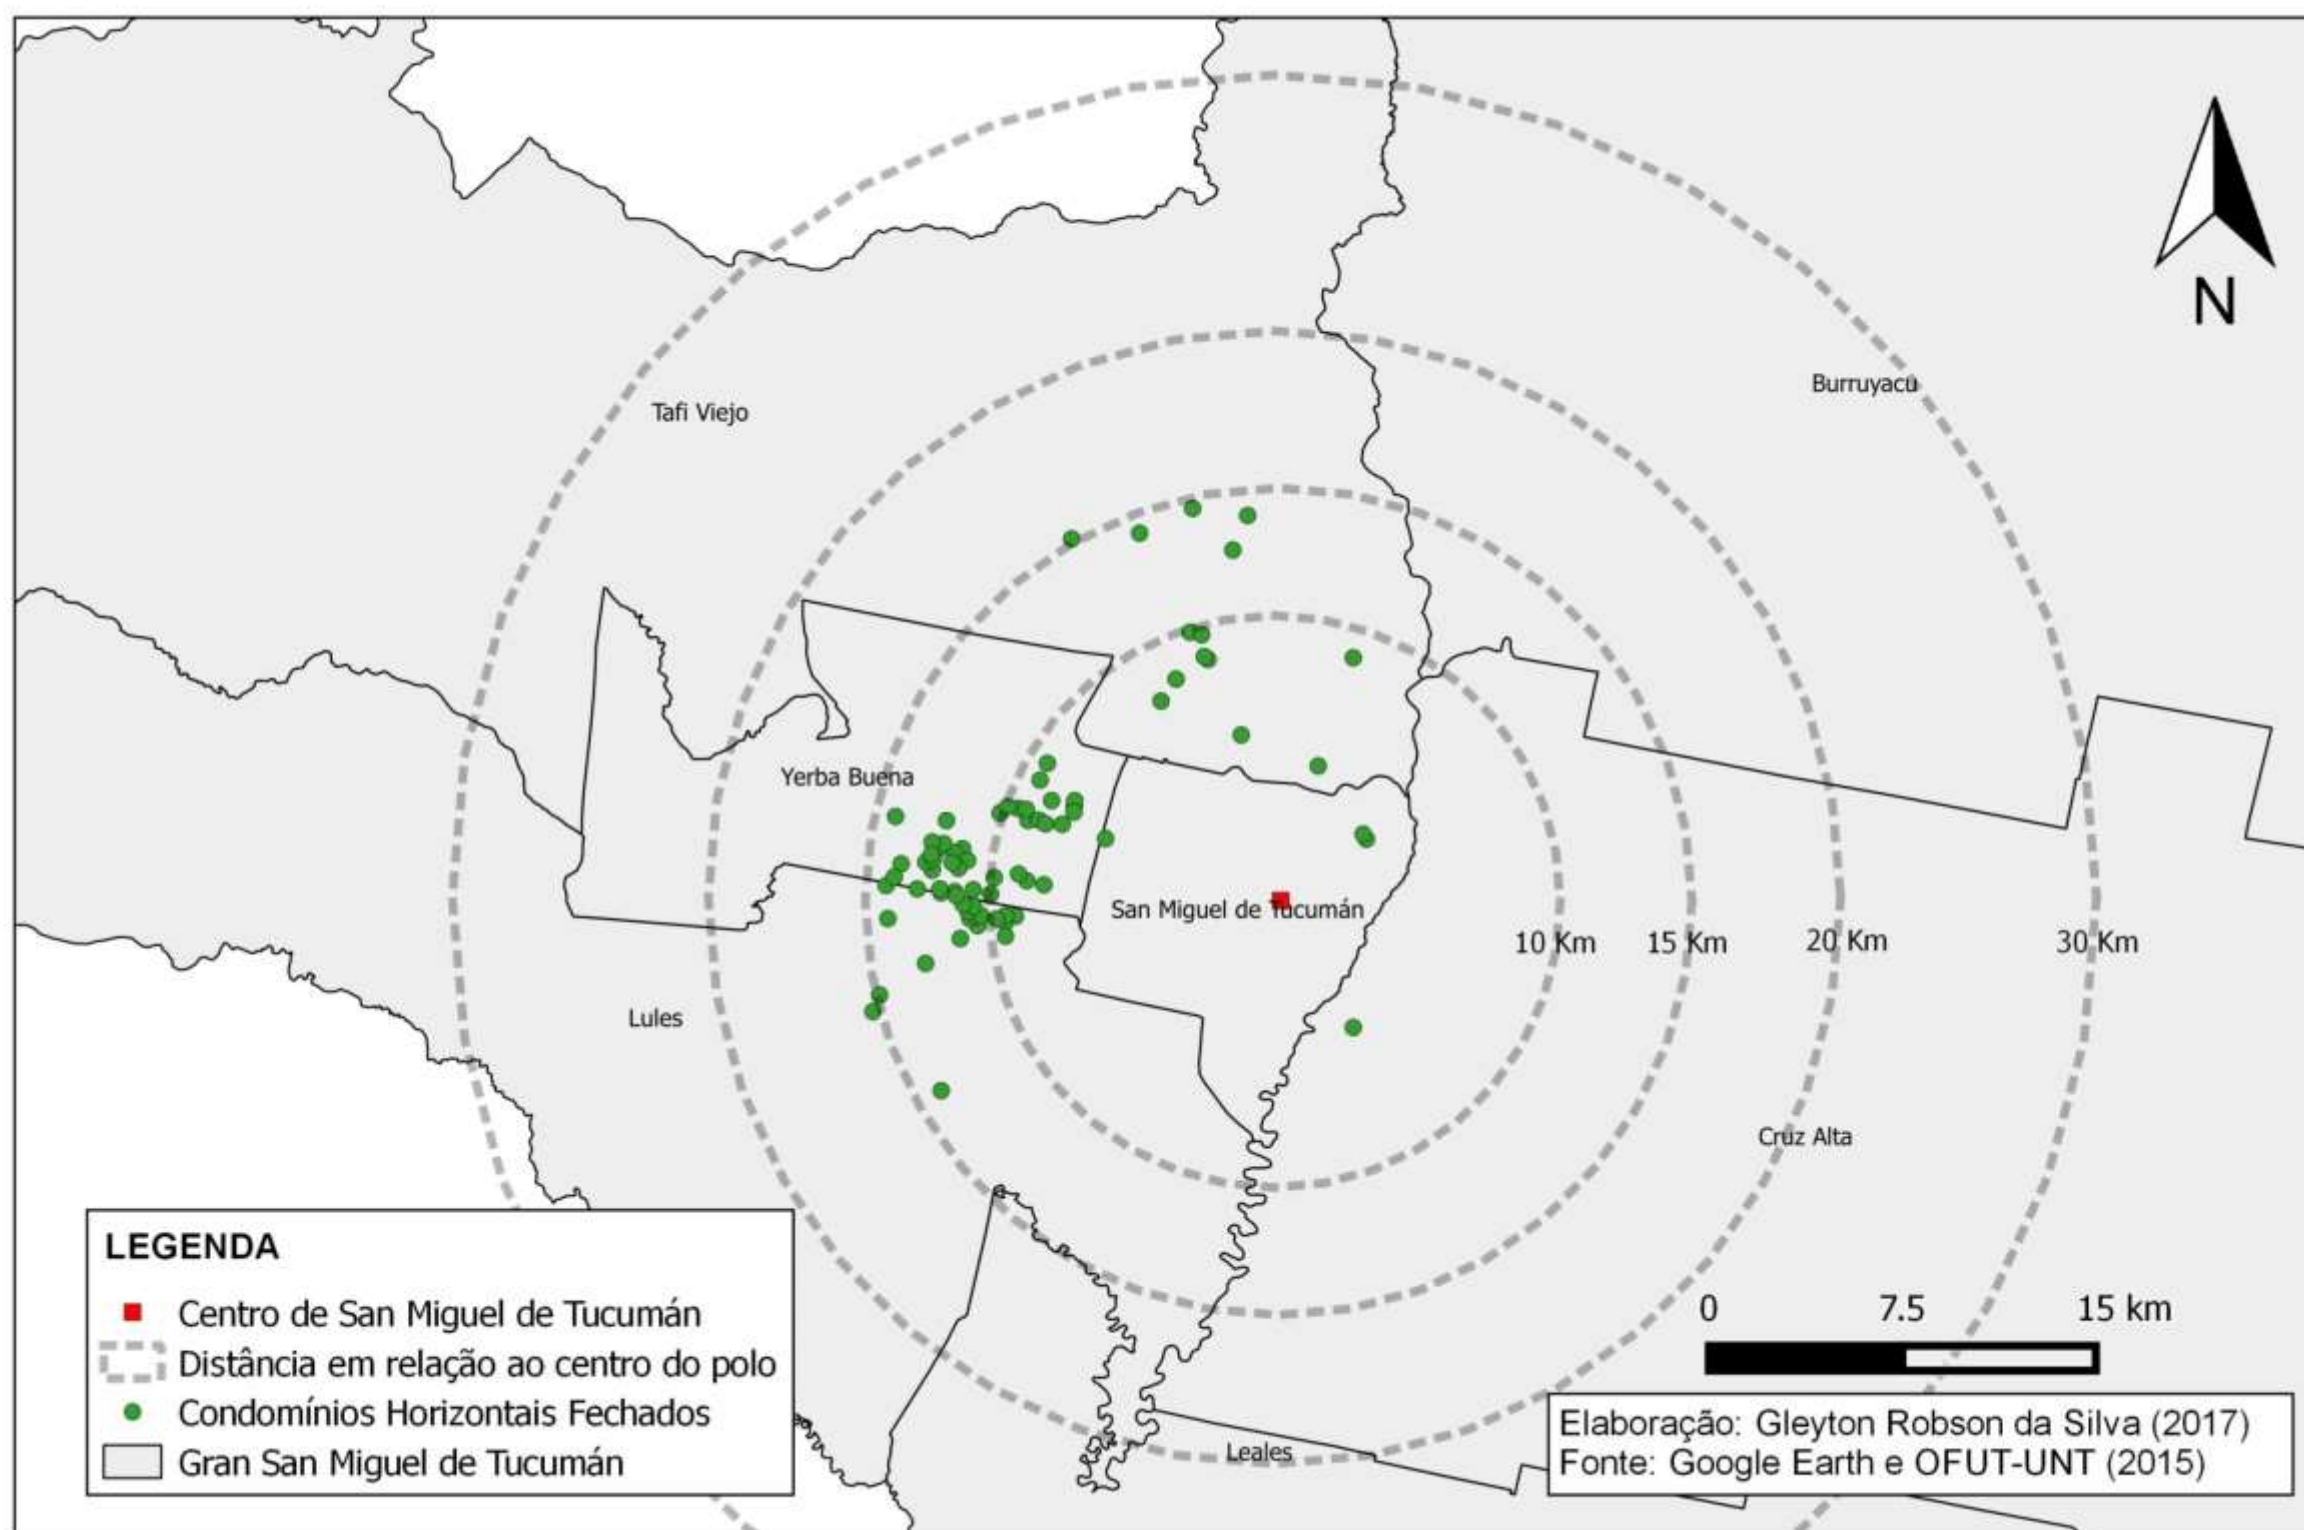 N
Burruyacu
Tafi Viejo
Yerba Buena
San Miguel de Tucumán
10 Km
15 Km
20 Km
30 Km
Lules
Cruz Alta
LEGENDA
Centro de San Miguel de Tucumán
Distância em relação ao centro do polo
Condomínios Horizontais Fechados
Gran San Miguel de Tucumán
0
7.5
15 km
Leales
Elaboração: Gleyton Robson da Silva (2017)
Fonte: Google Earth e OFUT-UNT (2015)